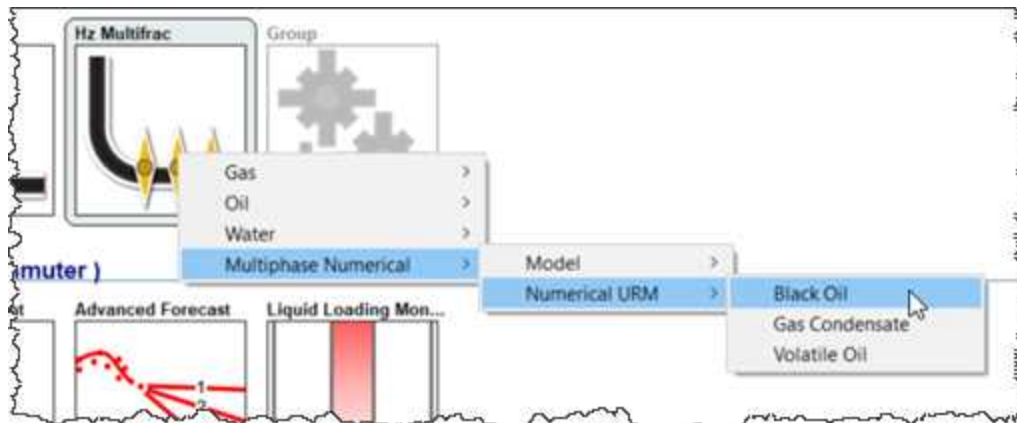 Hz Multifrac
Group
Gas
Oil
Water
Multiphase Numerical
Model
Numerical URM
Black Oil
Gas Condensate
Volatile Oil
muter )
Advanced Forecast
Liquid Loading Mon...
1
2